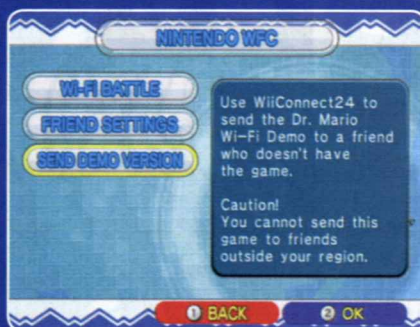 NINTENDO WFC
WI-FI BATTLE
FRIEND SETTINGS
SEND DEMO VERSION
Use WiiConnect24 to
send the Dr. Mario
Wi-Fi Demo to a friend
who doesn't have
the game.
Caution!
You cannot send this
game to friends
outside your region.
1 BACK
2 OK